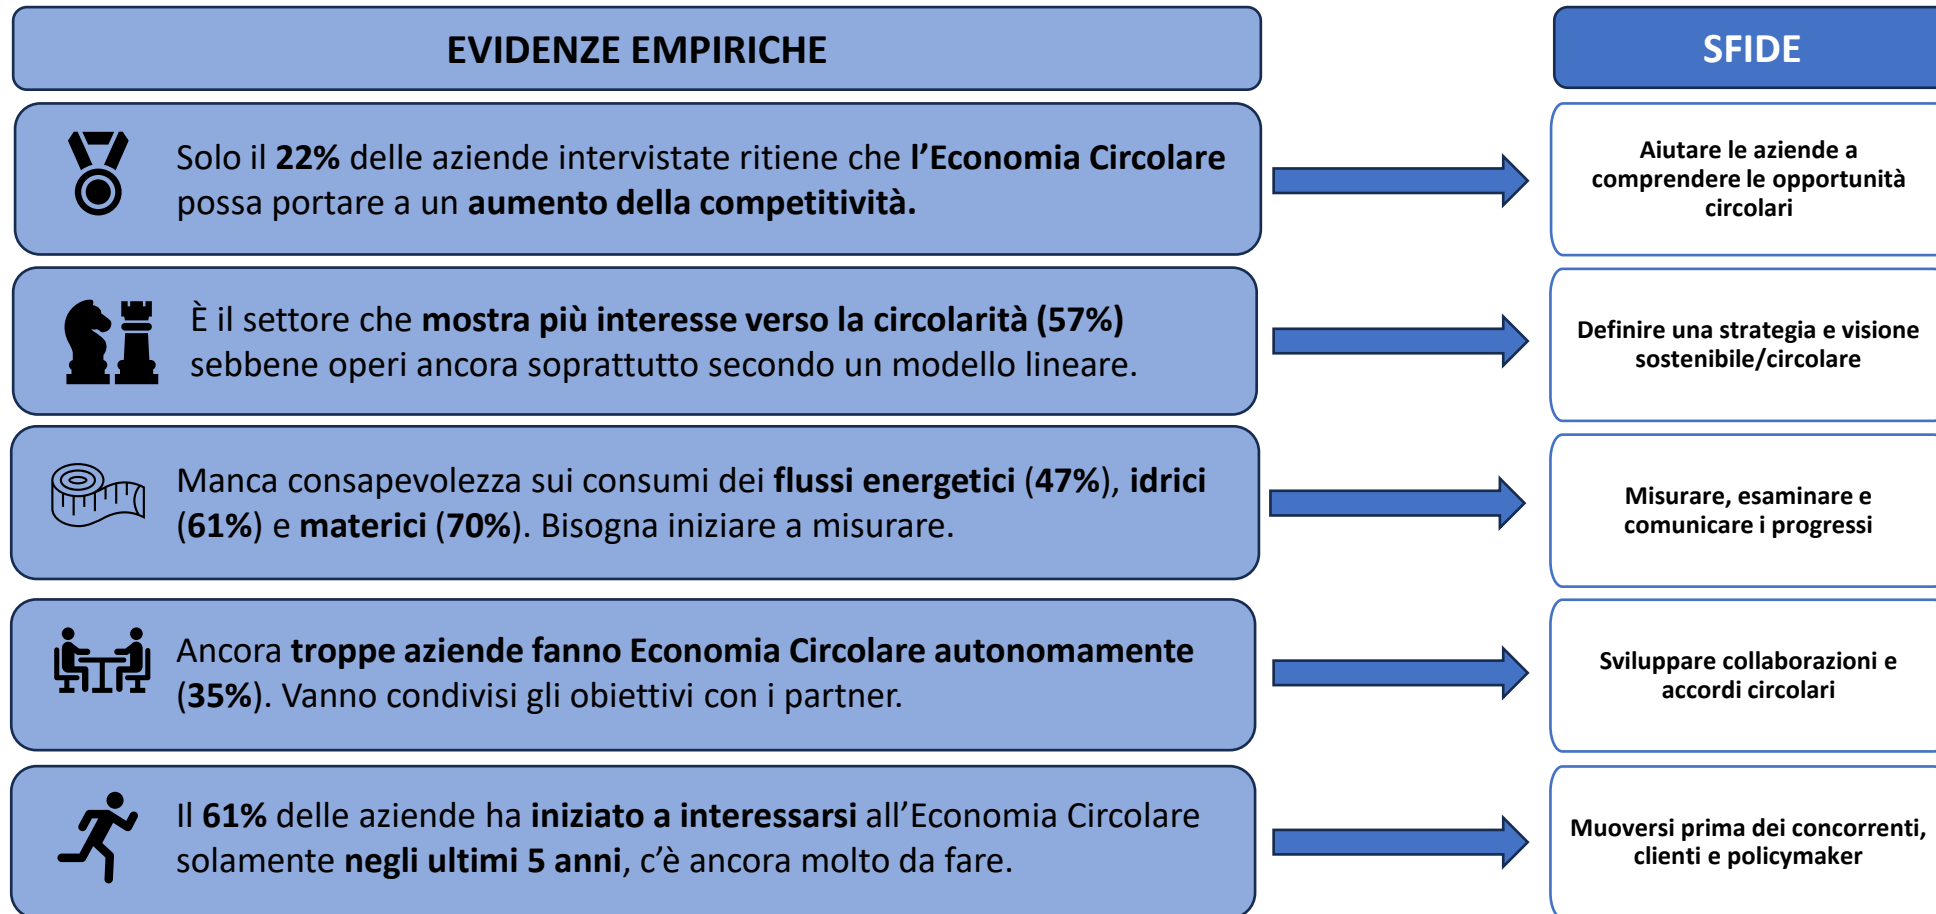 EVIDENZE EMPIRICHE
SFIDE
Solo il 22% delle aziende intervistate ritiene che l’Economia Circolare
possa portare a un aumento della competitività.
Aiutare le aziende a
comprendere le opportunità
circolari
È il settore che mostra più interesse verso la circolarità (57%)
sebbene operi ancora soprattutto secondo un modello lineare.
Definire una strategia e visione
sostenibile/circolare
Manca consapevolezza sui consumi dei flussi energetici (47%), idrici
(61%) e materici (70%). Bisogna iniziare a misurare.
Misurare, esaminare e
comunicare i progressi
Ancora troppe aziende fanno Economia Circolare autonomamente
(35%). Vanno condivisi gli obiettivi con i partner.
Sviluppare collaborazioni e
accordi circolari
Il 61% delle aziende ha iniziato a interessarsi all’Economia Circolare
solamente negli ultimi 5 anni, c’è ancora molto da fare.
Muoversi prima dei concorrenti,
clienti e policymaker